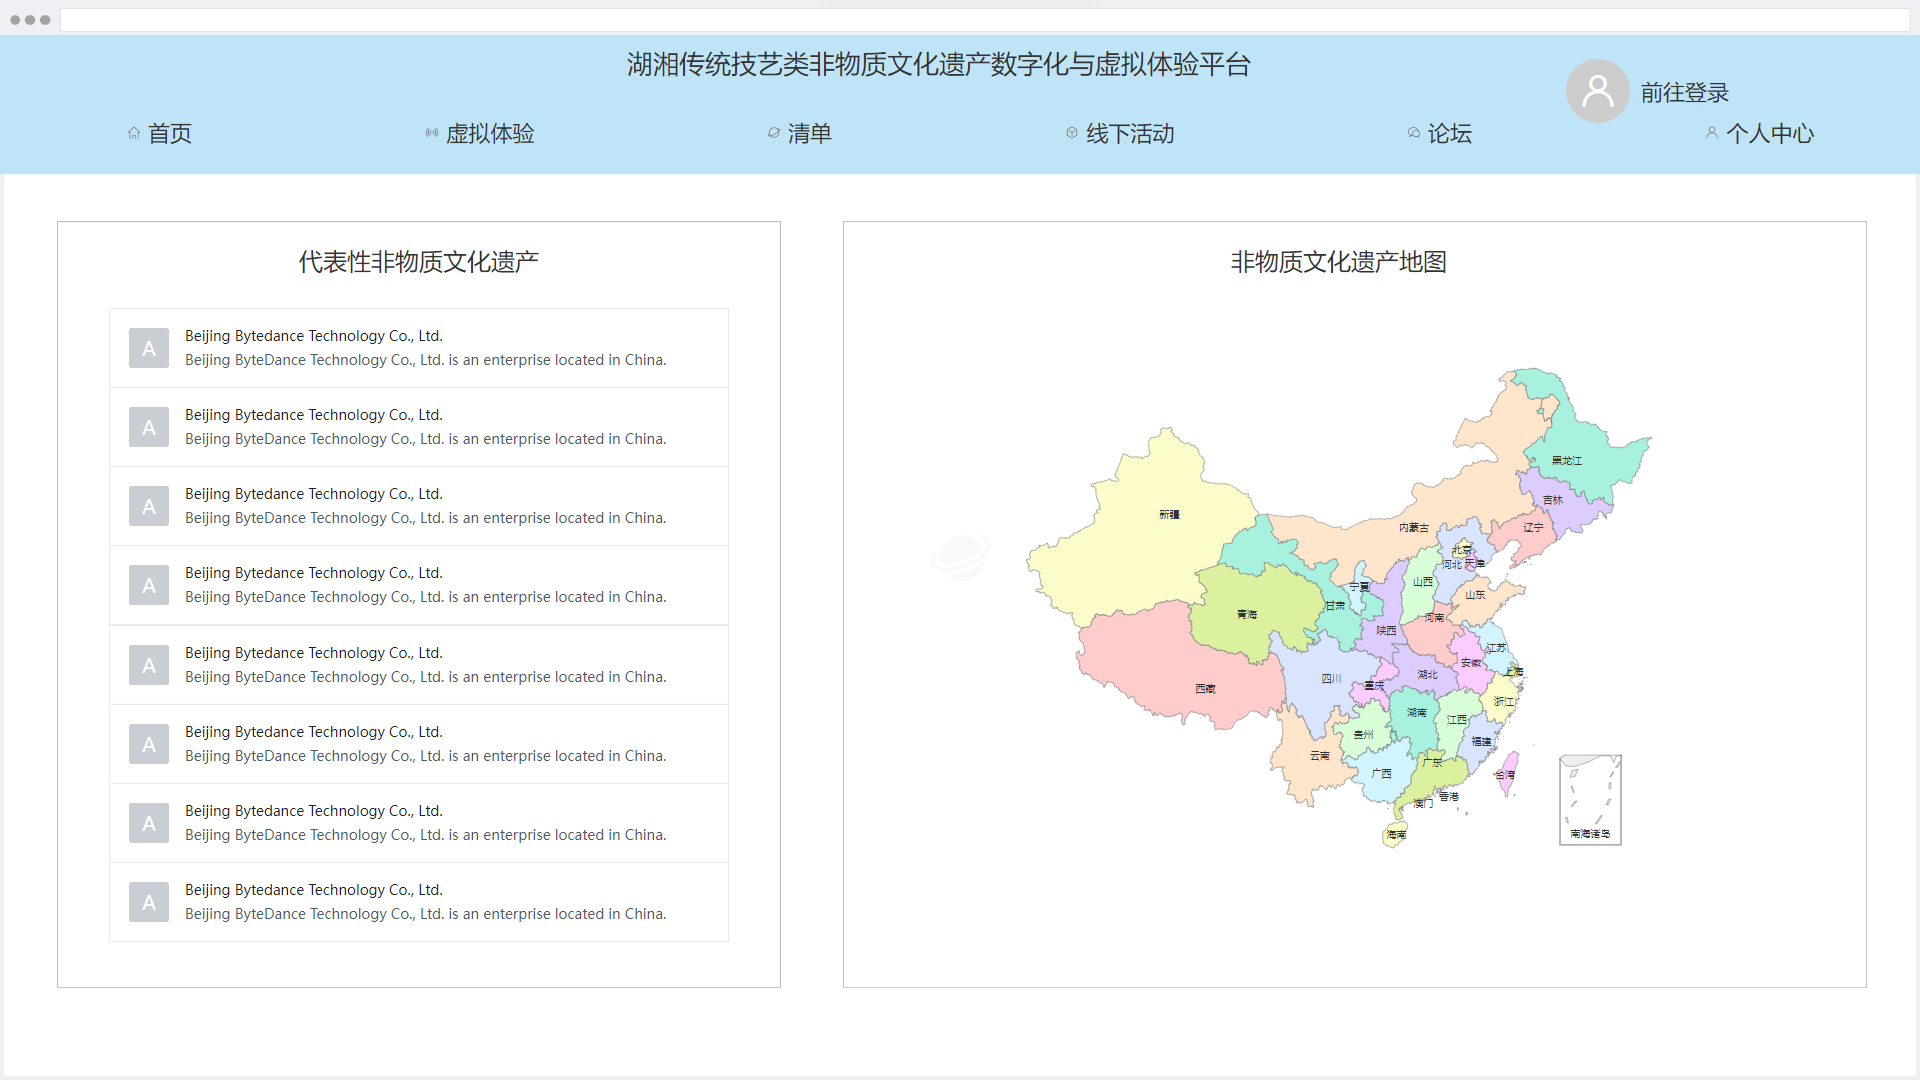 湖湘传统技艺类非物质文化遗产数字化与虚拟体验平台
前往登录
首页 虚拟体验 清单 线下活动 论坛 个人中心
代表性非物质文化遗产
A
Beijing Bytedance Technology Co., Ltd.
Beijing ByteDance Technology Co., Ltd. is an enterprise located in China.
A
Beijing Bytedance Technology Co., Ltd.
Beijing ByteDance Technology Co., Ltd. is an enterprise located in China.
A
Beijing Bytedance Technology Co., Ltd.
Beijing ByteDance Technology Co., Ltd. is an enterprise located in China.
A
Beijing Bytedance Technology Co., Ltd.
Beijing ByteDance Technology Co., Ltd. is an enterprise located in China.
A
Beijing Bytedance Technology Co., Ltd.
Beijing ByteDance Technology Co., Ltd. is an enterprise located in China.
A
Beijing Bytedance Technology Co., Ltd.
Beijing ByteDance Technology Co., Ltd. is an enterprise located in China.
A
Beijing Bytedance Technology Co., Ltd.
Beijing ByteDance Technology Co., Ltd. is an enterprise located in China.
A
Beijing Bytedance Technology Co., Ltd.
Beijing ByteDance Technology Co., Ltd. is an enterprise located in China.
非物质文化遗产地图
黑龙江
吉林
新疆
内蒙古
辽宁
北京
河北
天津
山西
宁夏
山东
甘肃
青海
河南
陕西
江苏
安徽
上海
湖北
四川
重庆
西藏
浙江
湖南
江西
贵州
福建
云南
广东
广西
台湾
香港
澳门
海南
南海诸岛